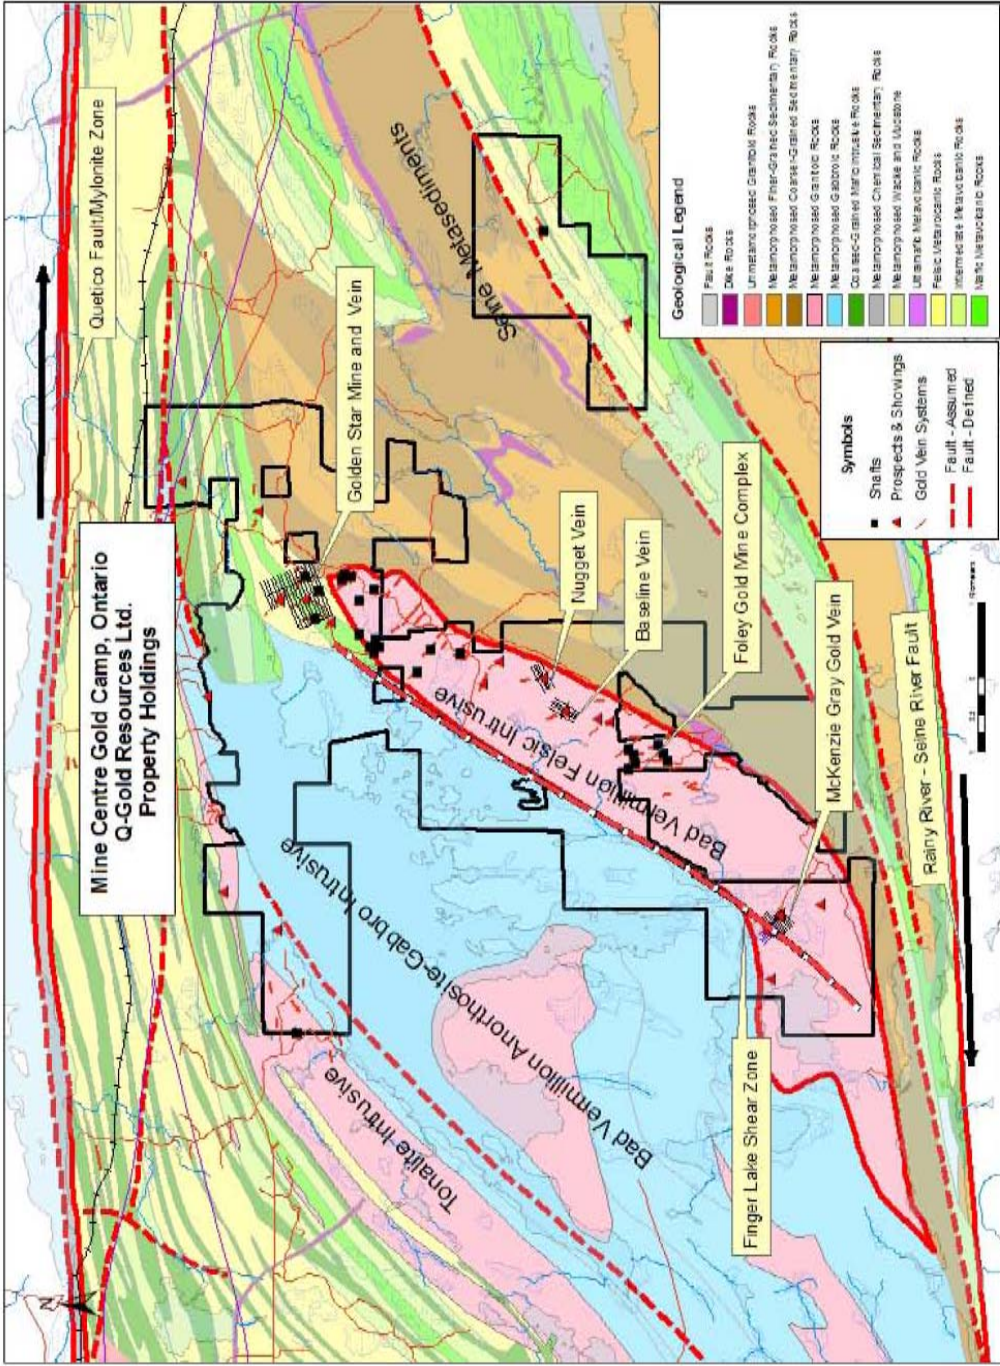 Mine Centre Gold Camp, Ontario
Q-Gold Resources Ltd.
Property Holdings
Quetico Fault/Mylonite Zone
Golden Star Mine and Vein
Seine Metasediments
Nugget Vein
Baseline Vein
Foley Gold Mine Complex
McKenzie Gray Gold Vein
Rainy River - Seine River Fault
Finger Lake Shear Zone
Bad Vermillion Felsic Intrusive
Bad Vermillion Anorthosite-Gabbro Intrusive
Tonalite Intrusive
N
Symbols
Shafts
Prospects & Showings
Gold Vein Systems
Fault - Assumed
Fault - Defined
Geological Legend
Fault Rocks
Dike Rocks
Unmetamorphosed Granitoid Rocks
Metamorphosed Finer-Grained Sedimentary Rocks
Metamorphosed Coarser-Grained Sedimentary Rocks
Metamorphosed Granitoid Rocks
Metamorphosed Gabbroic Rocks
Coarse-Grained Mafic Intrusive Rocks
Metamorphosed Chemical Sedimentary Rocks
Metamorphosed Wacke and Mudstone
Ultramafic Metavolcanic Rocks
Felsic Metavolcanic Rocks
Intermediate Metavolcanic Rocks
Mafic Metavolcanic Rocks